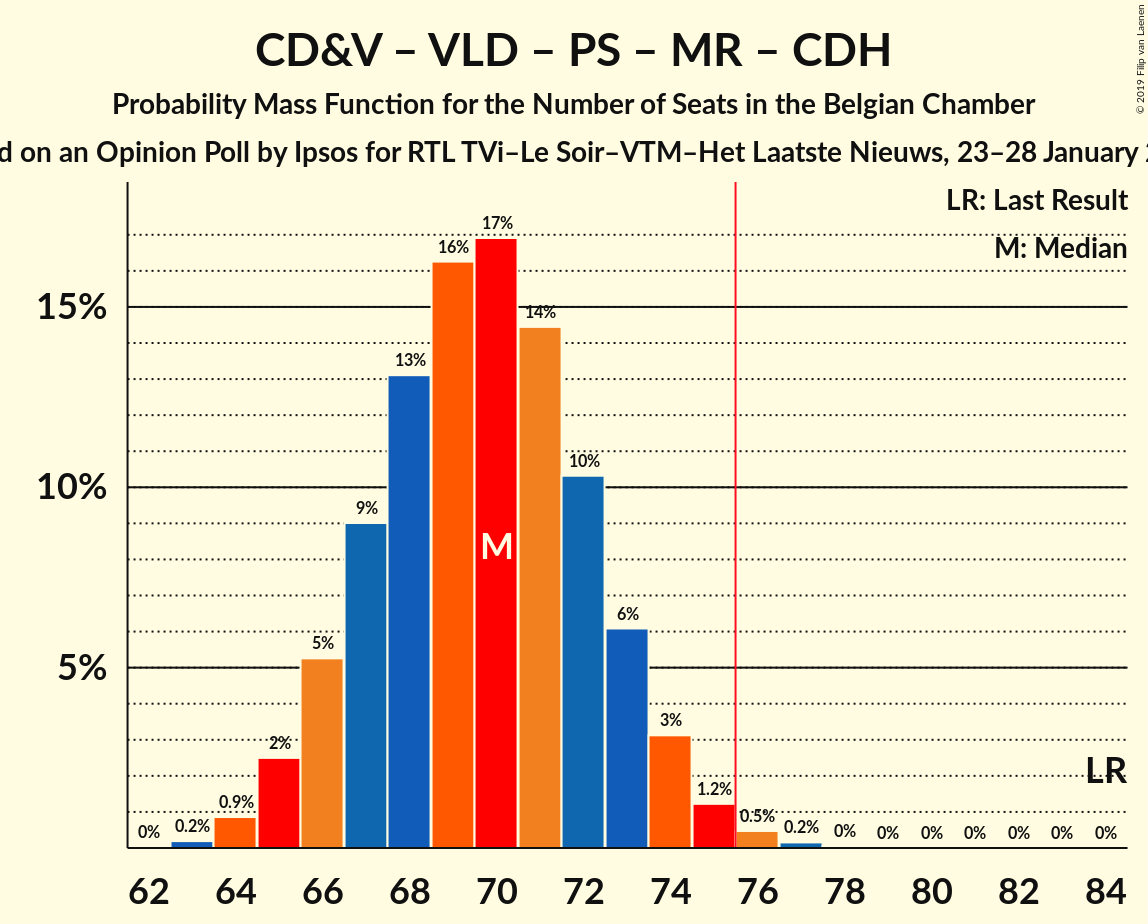 CD&V – VLD – PS – MR – CDH
Probability Mass Function for the Number of Seats in the Belgian Chamber
on an Opinion Poll by Ipsos for RTL TVi–Le Soir–VTM–Het Laatste Nieuws, 23–28 January
© 2019 Filip van Laenen
LR: Last Result
M: Median
15%
10%
5%
0%
0.2%
0.9%
2%
5%
9%
13%
16%
17%
14%
10%
6%
3%
1.2%
0.5%
0.2%
0%
0%
0%
0%
0%
0%
0%
M
LR
62 64 66 68 70 72 74 76 78 80 82 84